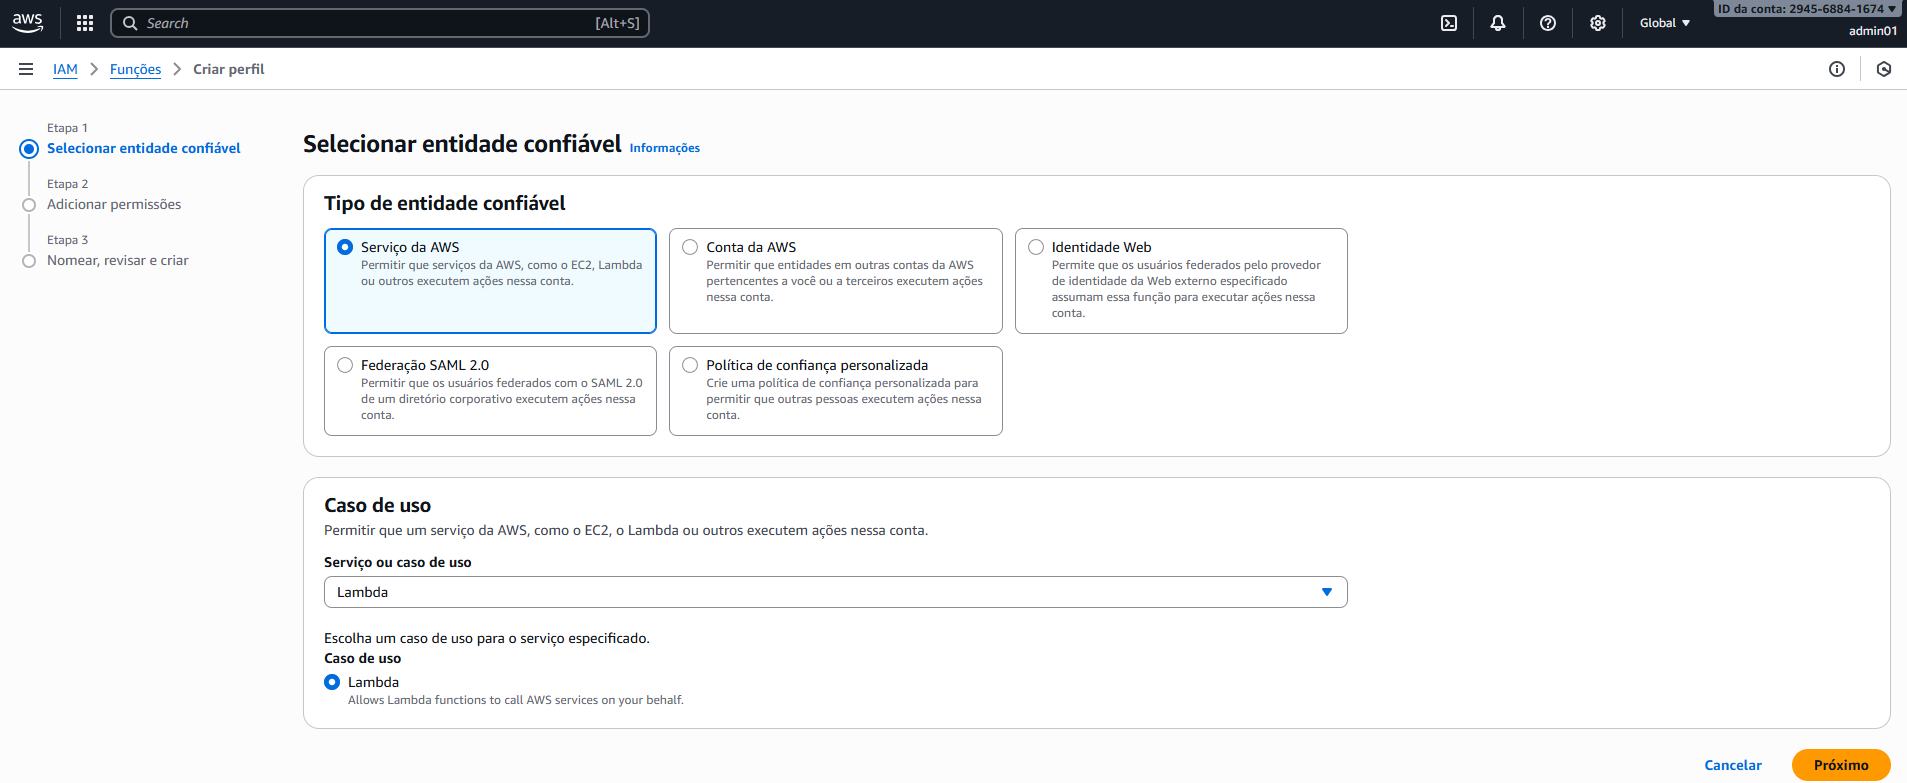 aws
Search [Alt+S]
Global
ID da conta: 2945-6884-1674
admin01
IAM Funções Criar perfil
Etapa 1
Selecionar entidade confiável
Etapa 2
Adicionar permissões
Etapa 3
Nomear, revisar e criar
Selecionar entidade confiável Informações
Tipo de entidade confiável
Serviço da AWS
Permitir que serviços da AWS, como o EC2, Lambda
ou outros executem ações nessa conta.
Conta da AWS
Permitir que entidades em outras contas da AWS
pertencentes a você ou a terceiros executem ações
nessa conta.
Identidade Web
Permite que os usuários federados pelo provedor
de identidade da Web externo especificado
assumam essa função para executar ações nessa
conta.
Federação SAML 2.0
Permitir que os usuários federados com o SAML 2.0
de um diretório corporativo executem ações nessa
conta.
Política de confiança personalizada
Crie uma política de confiança personalizada para
permitir que outras pessoas executem ações nessa
conta.
Caso de uso
Permitir que um serviço da AWS, como o EC2, o Lambda ou outros executem ações nessa conta.
Serviço ou caso de uso
Lambda
Escolha um caso de uso para o serviço especificado.
Caso de uso
Lambda
Allows Lambda functions to call AWS services on your behalf.
Cancelar
Próximo